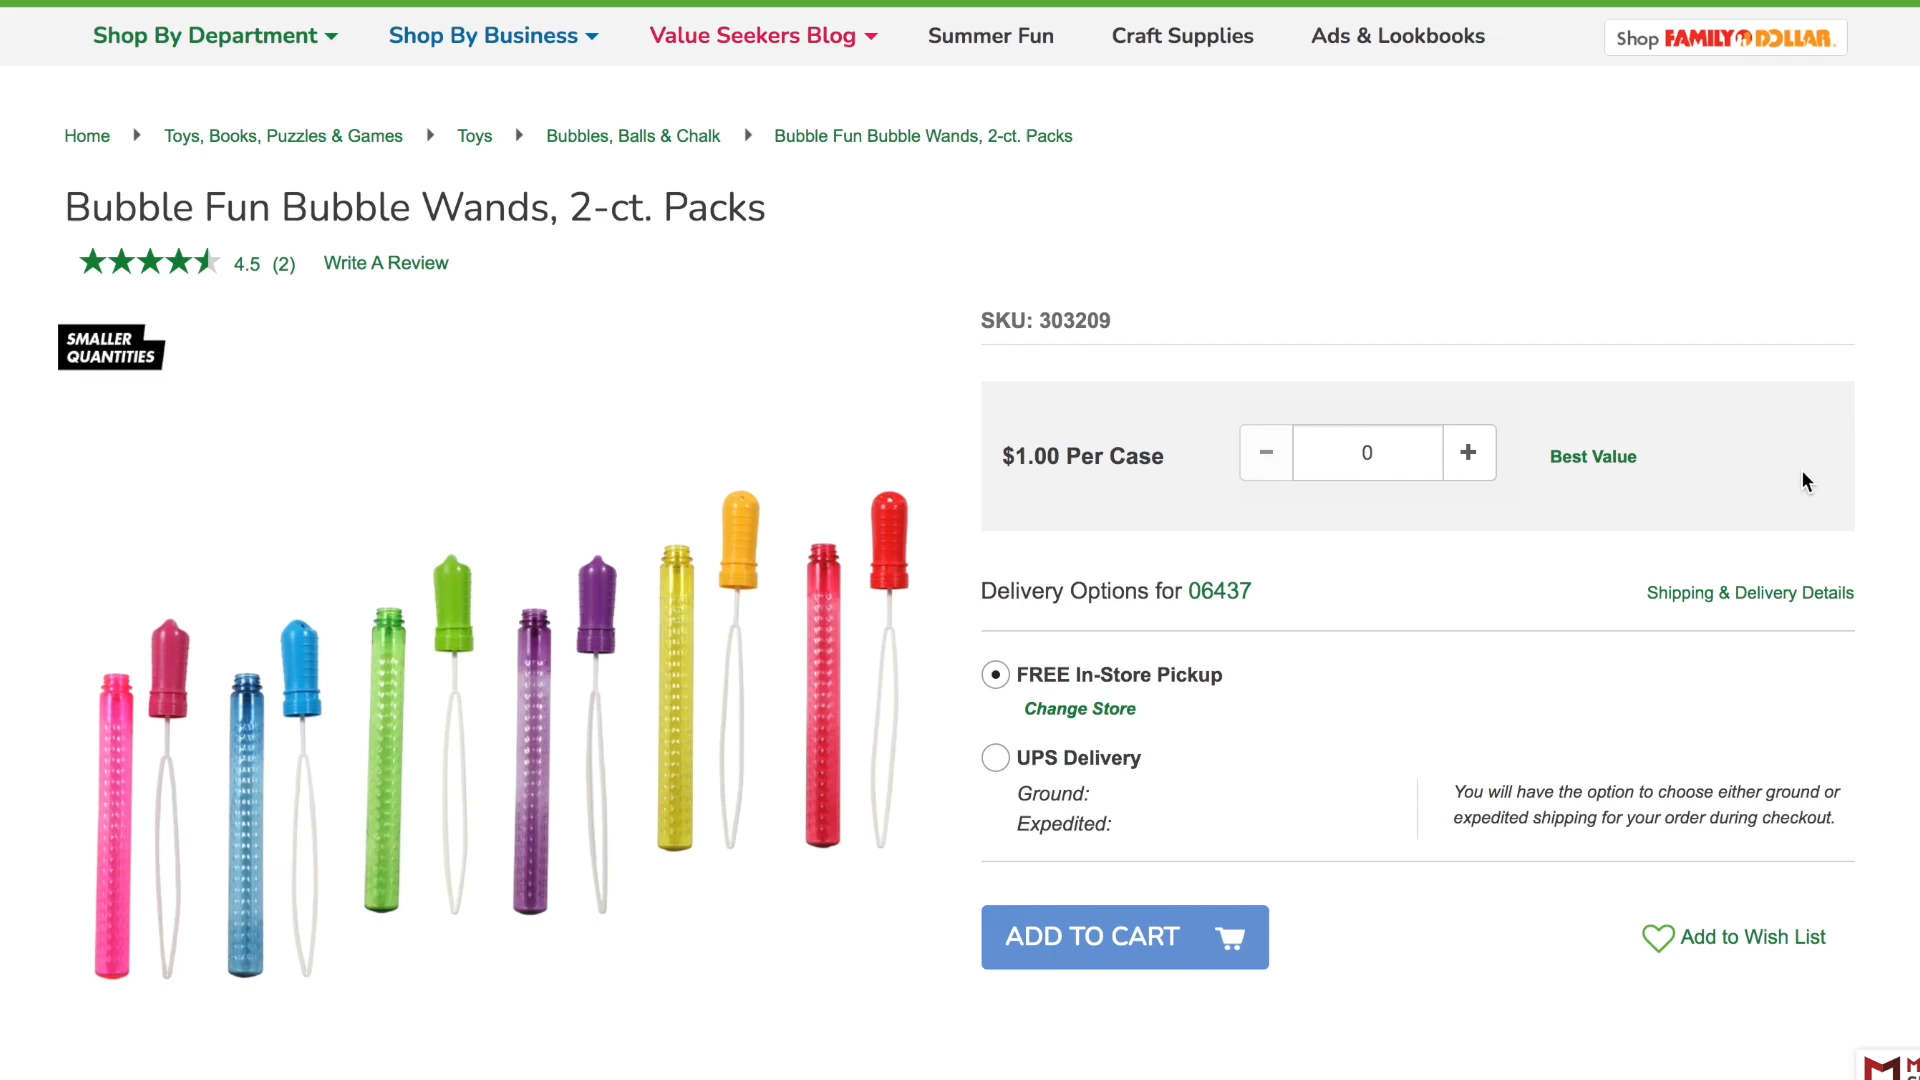 Shop By Department
Shop By Business
Value Seekers Blog
Summer Fun
Craft Supplies
Ads & Lookbooks
Shop FAMILY DOLLAR.
Home
Toys, Books, Puzzles & Games
Toys
Bubbles, Balls & Chalk
Bubble Fun Bubble Wands, 2-ct. Packs
Bubble Fun Bubble Wands, 2-ct. Packs
4.5 (2) Write A Review
SMALLER
QUANTITIES
SKU: 303209
$1.00 Per Case
0
Best Value
Delivery Options for 06437
Shipping & Delivery Details
FREE In-Store Pickup
Change Store
UPS Delivery
Ground:
Expedited:
You will have the option to choose either ground or
expedited shipping for your order during checkout.
ADD TO CART
Add to Wish List